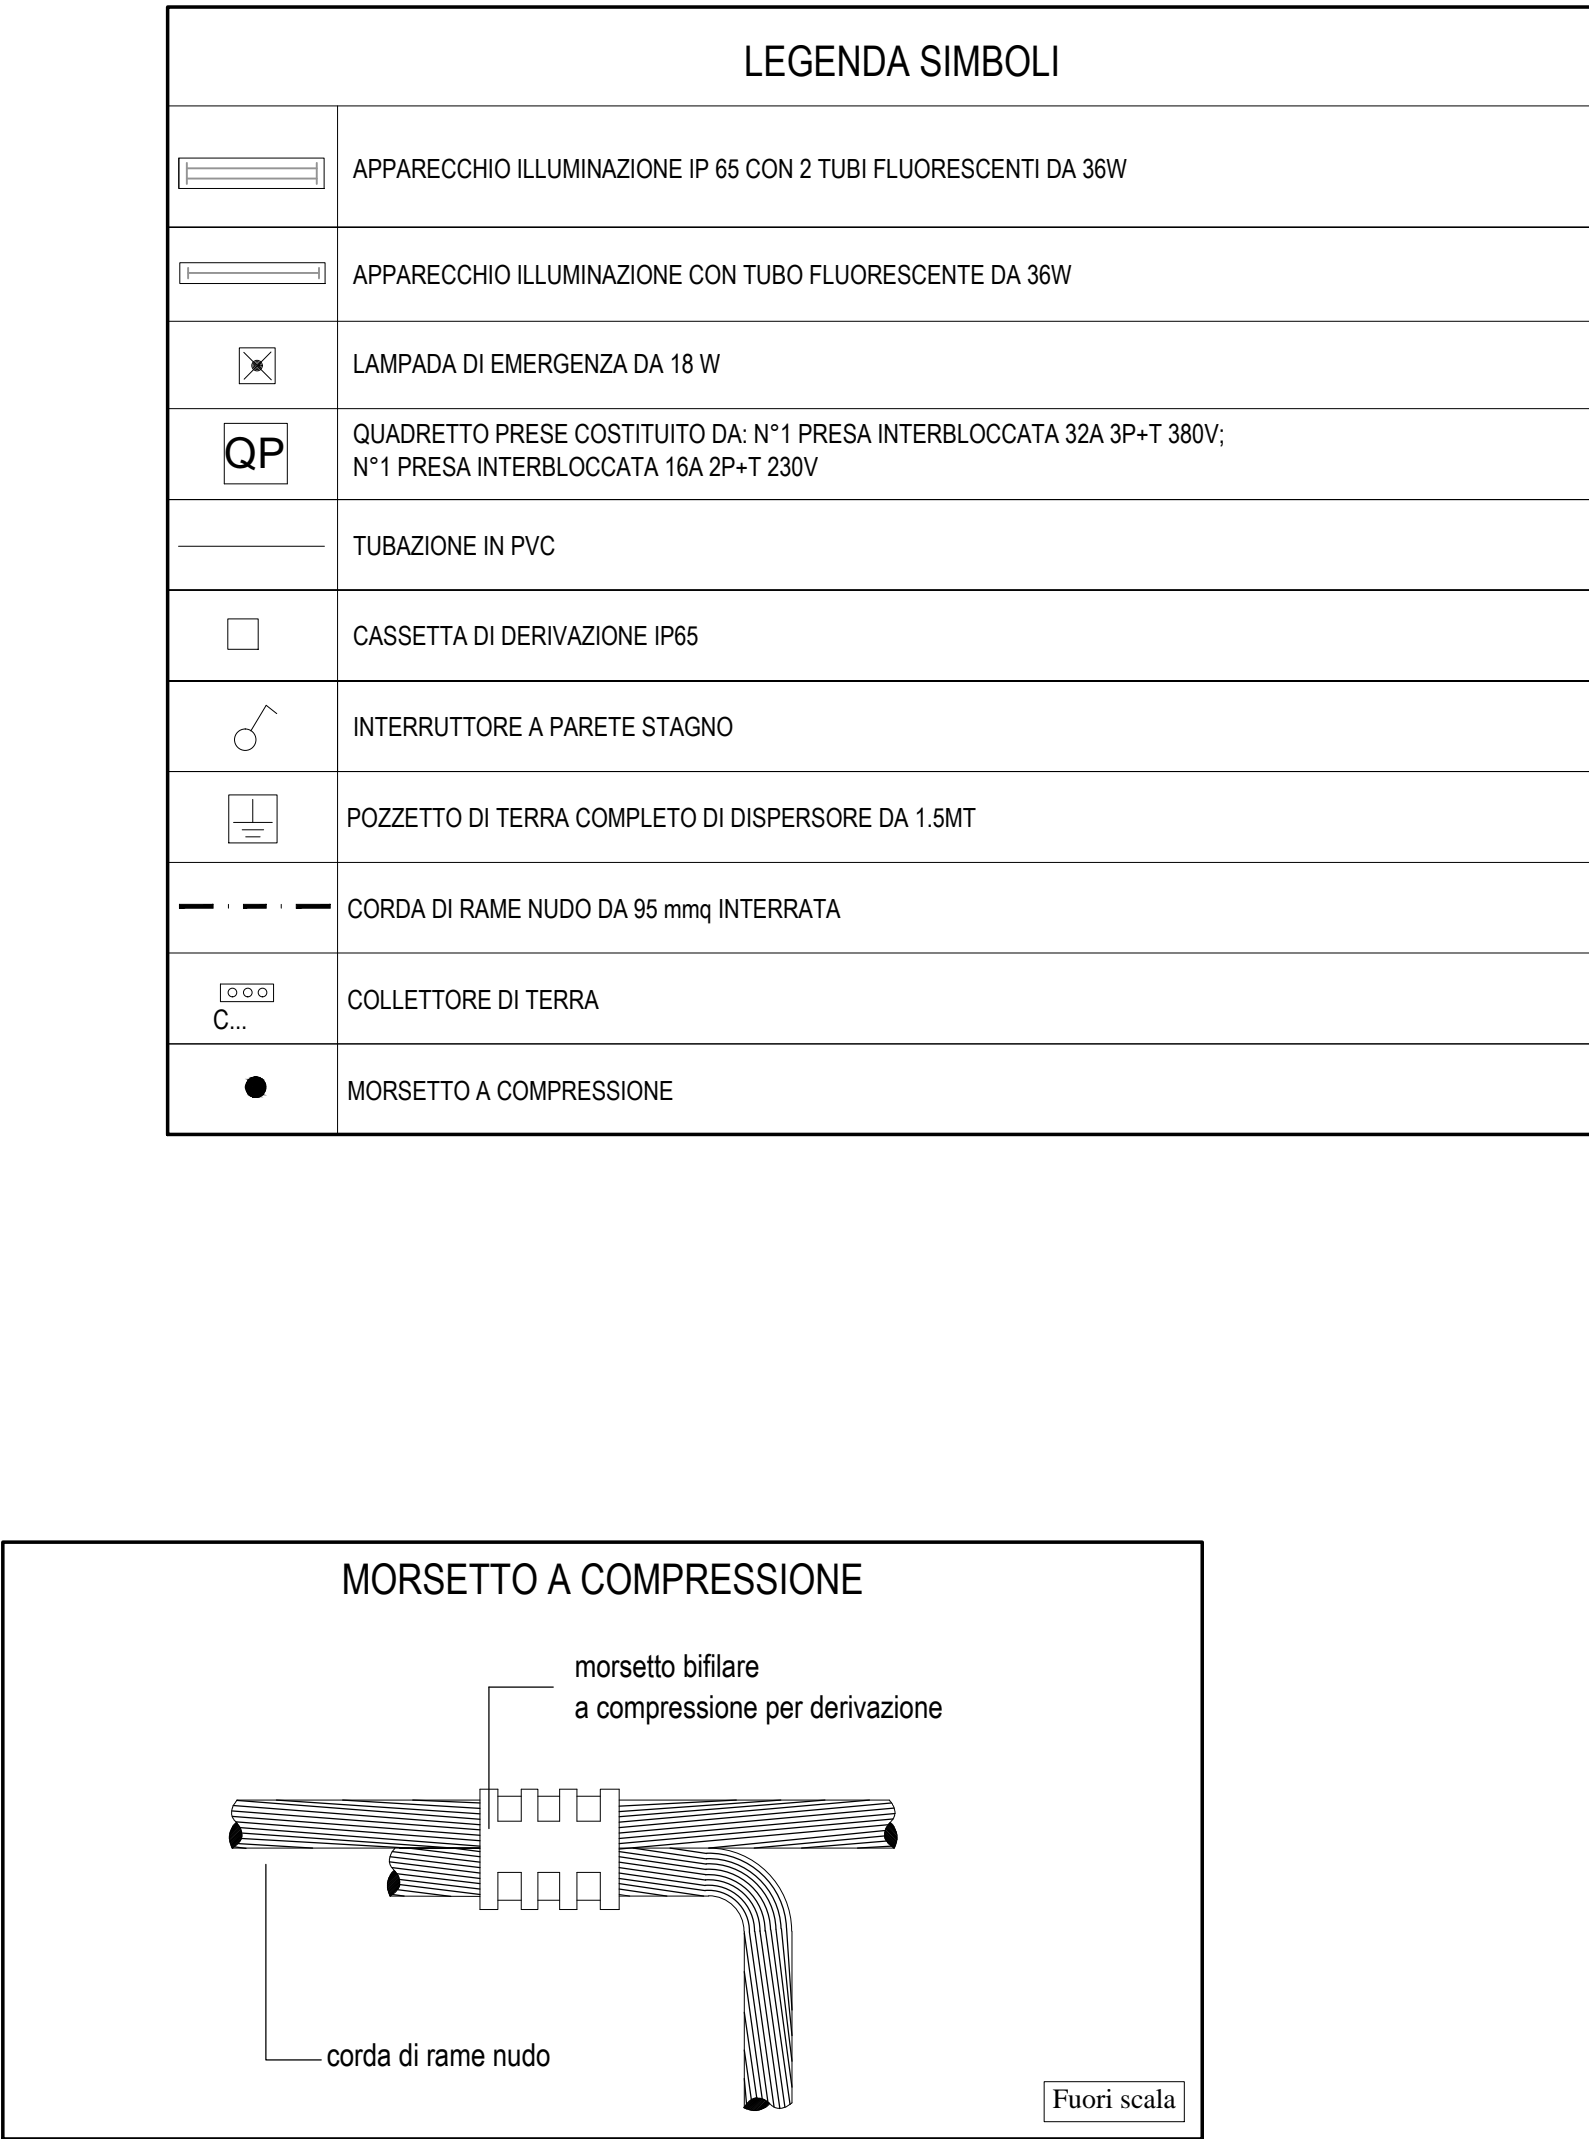 LEGENDA SIMBOLI
APPARECCHIO ILLUMINAZIONE IP 65 CON 2 TUBI FLUORESCENTI DA 36W
APPARECCHIO ILLUMINAZIONE CON TUBO FLUORESCENTE DA 36W
LAMPADA DI EMERGENZA DA 18 W
QP
QUADRETTO PRESE COSTITUITO DA: N°1 PRESA INTERBLOCCATA 32A 3P+T 380V;
N°1 PRESA INTERBLOCCATA 16A 2P+T 230V
TUBAZIONE IN PVC
CASSETTA DI DERIVAZIONE IP65
INTERRUTTORE A PARETE STAGNO
POZZETTO DI TERRA COMPLETO DI DISPERSORE DA 1.5MT
CORDA DI RAME NUDO DA 95 mmq INTERRATA
C...
COLLETTORE DI TERRA
MORSETTO A COMPRESSIONE
MORSETTO A COMPRESSIONE
morsetto bifilare
a compressione per derivazione
corda di rame nudo
Fuori scala